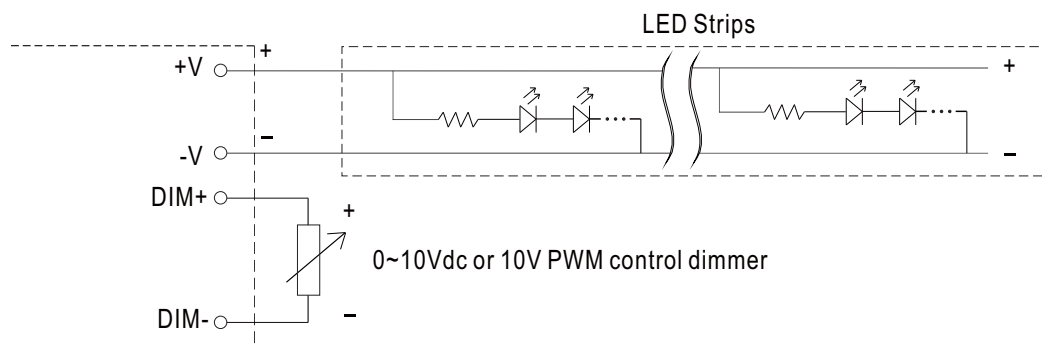 LED Strips
+
+V
+
-
-V
-
DIM+
+
0~10Vdc or 10V PWM control dimmer
DIM-
-